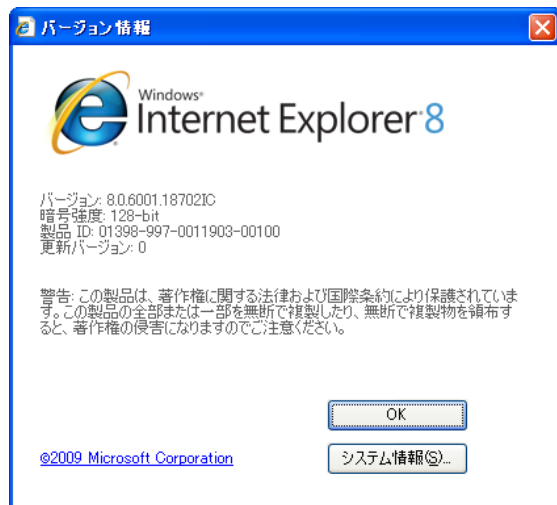 バージョン情報
Windows®
Internet Explorer 8
バージョン: 8.0.6001.18702IC
暗号強度: 128-bit
製品 ID: 01398-997-0011903-00100
更新バージョン: 0
警告: この製品は、著作権に関する法律および国際条約により保護されていま
す。この製品の全部または一部を無断で複製したり、無断で複製物を頒布す
ると、著作権の侵害になりますのでご注意ください。
OK
©2009 Microsoft Corporation
システム情報(S)...